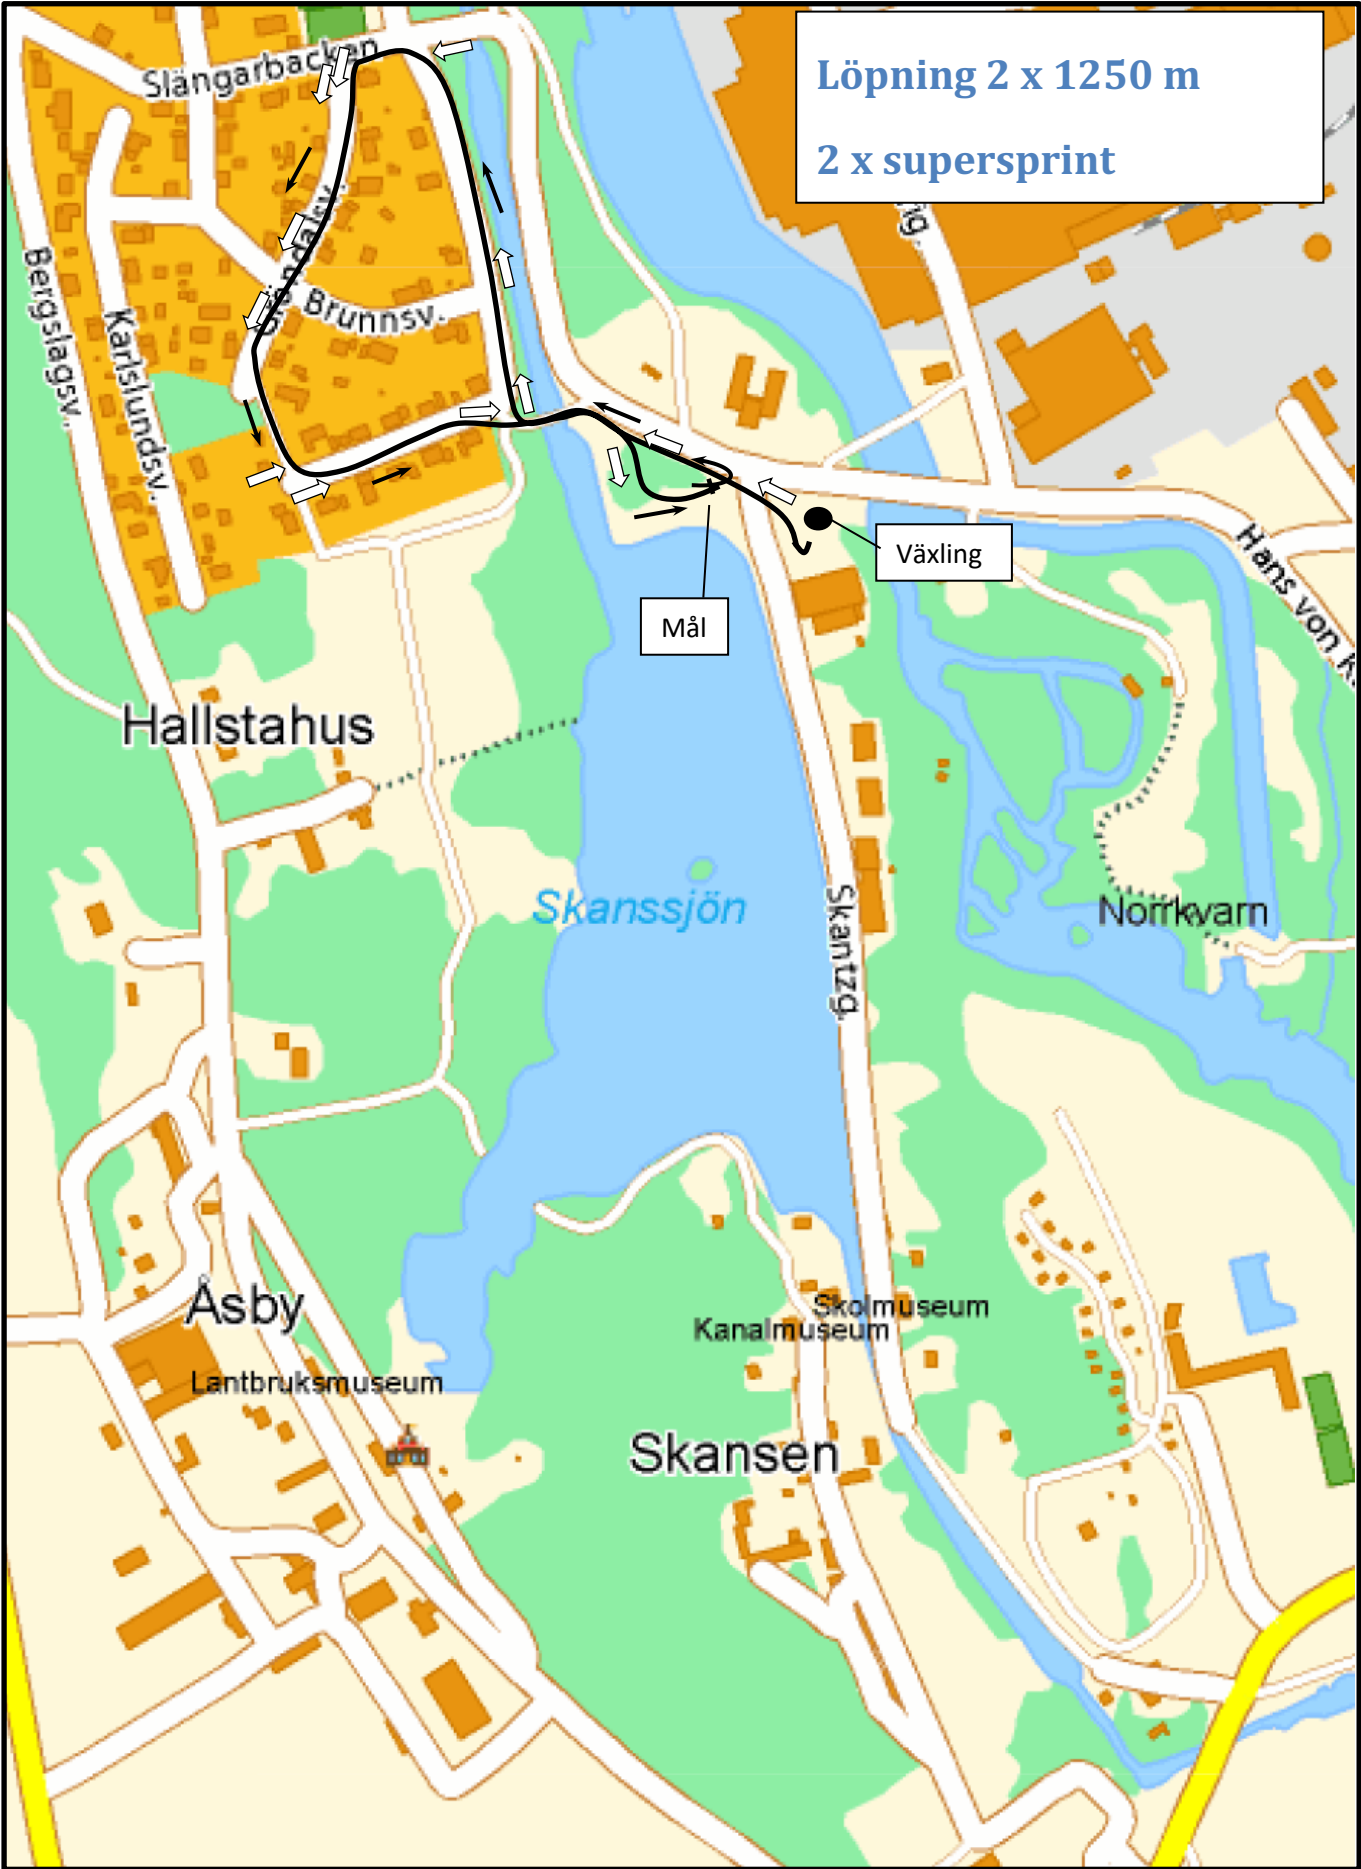 Löpning 2 x 1250 m
2 x supersprint
Slängarbacken
Bergslagsv.
Karlslundsv.
Brunnsv.
Växling
Mål
Hans von K.
Hallstahus
Skanssjön
Skantzg.
Norrkvarn
Åsby
Skolmuseum
Kanalmuseum
Lantbruksmuseum
Skansen